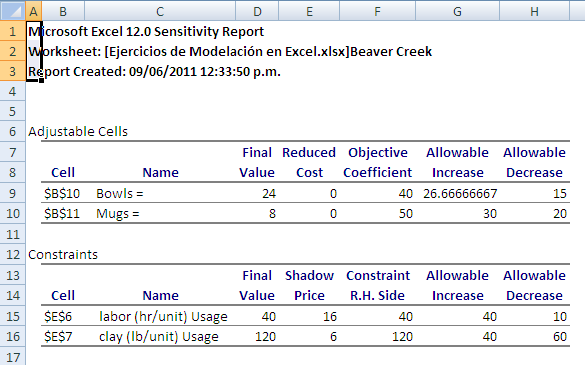 A B C D E F G H
1 Microsoft Excel 12.0 Sensitivity Report
2 Worksheet: [Ejercicios de Modelación en Excel.xlsx]Beaver Creek
3 Report Created: 09/06/2011 12:33:50 p.m.
4
5
6 Adjustable Cells
7 Final Reduced Objective Allowable Allowable
8 Cell Name Value Cost Coefficient Increase Decrease
9 $B$10 Bowls = 24 0 40 26.66666667 15
10 $B$11 Mugs = 8 0 50 30 20
11
12 Constraints
13 Final Shadow Constraint Allowable Allowable
14 Cell Name Value Price R.H. Side Increase Decrease
15 $E$6 labor (hr/unit) Usage 40 16 40 40 10
16 $E$7 clay (lb/unit) Usage 120 6 120 40 60
17